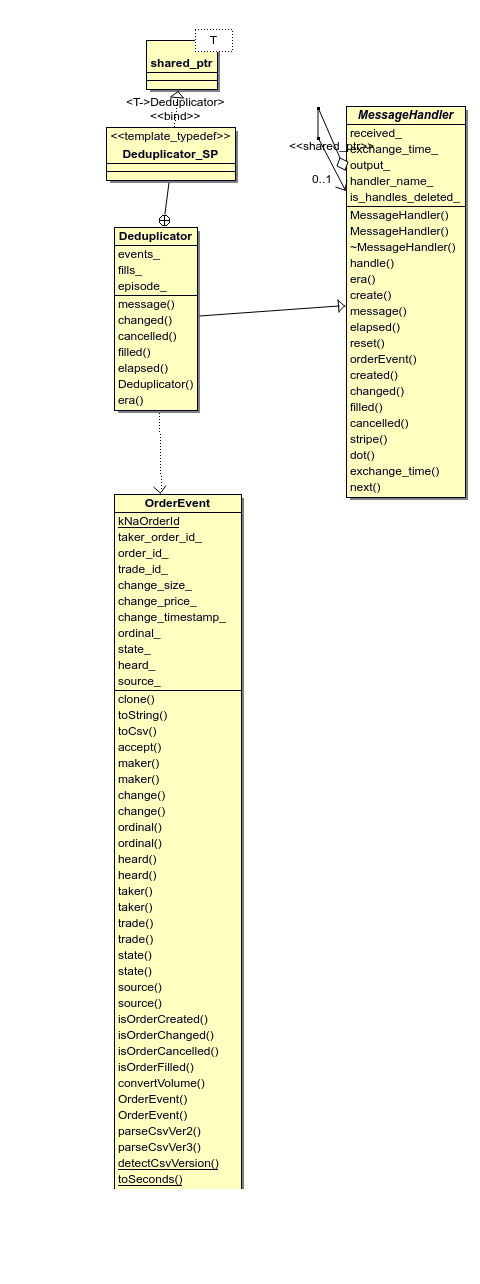 T
shared_ptr
<T->Deduplicator>
<<bind>>
<<template_typedef>>
Deduplicator_SP
Deduplicator
events_
fills_
episode_
message()
changed()
cancelled()
filled()
elapsed()
Deduplicator()
era()
MessageHandler
received_
exchange_time_
output_
handler_name_
is_handles_deleted_
MessageHandler()
MessageHandler()
~MessageHandler()
handle()
era()
create()
message()
elapsed()
reset()
orderEvent()
created()
changed()
filled()
cancelled()
stripe()
dot()
exchange_time()
next()
<<shared_ptr>>
0..1
OrderEvent
kNaOrderId
taker_order_id_
order_id_
trade_id_
change_size_
change_price_
change_timestamp_
ordinal_
state_
heard_
source_
clone()
toString()
toCsv()
accept()
maker()
maker()
change()
change()
ordinal()
ordinal()
heard()
heard()
taker()
taker()
trade()
trade()
state()
state()
source()
source()
isOrderCreated()
isOrderChanged()
isOrderCancelled()
isOrderFilled()
convertVolume()
OrderEvent()
OrderEvent()
parseCsvVer2()
parseCsvVer3()
detectCsvVersion()
toSeconds()